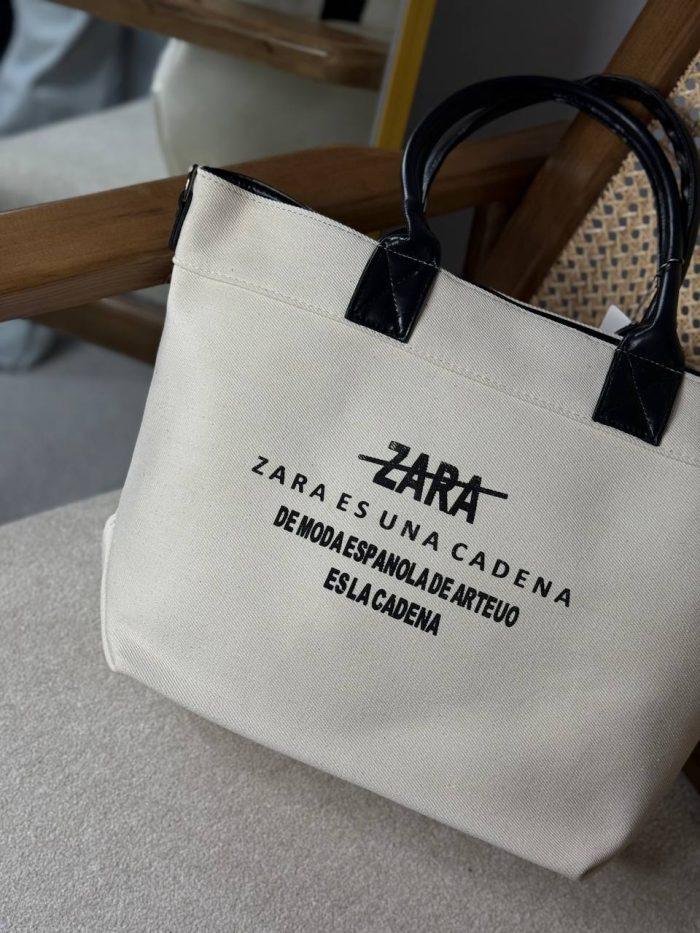 ZARA
ZARA ES UNA CADENA
DE MODA ESPANOLA DE ARTEUO
ES LA CADENA